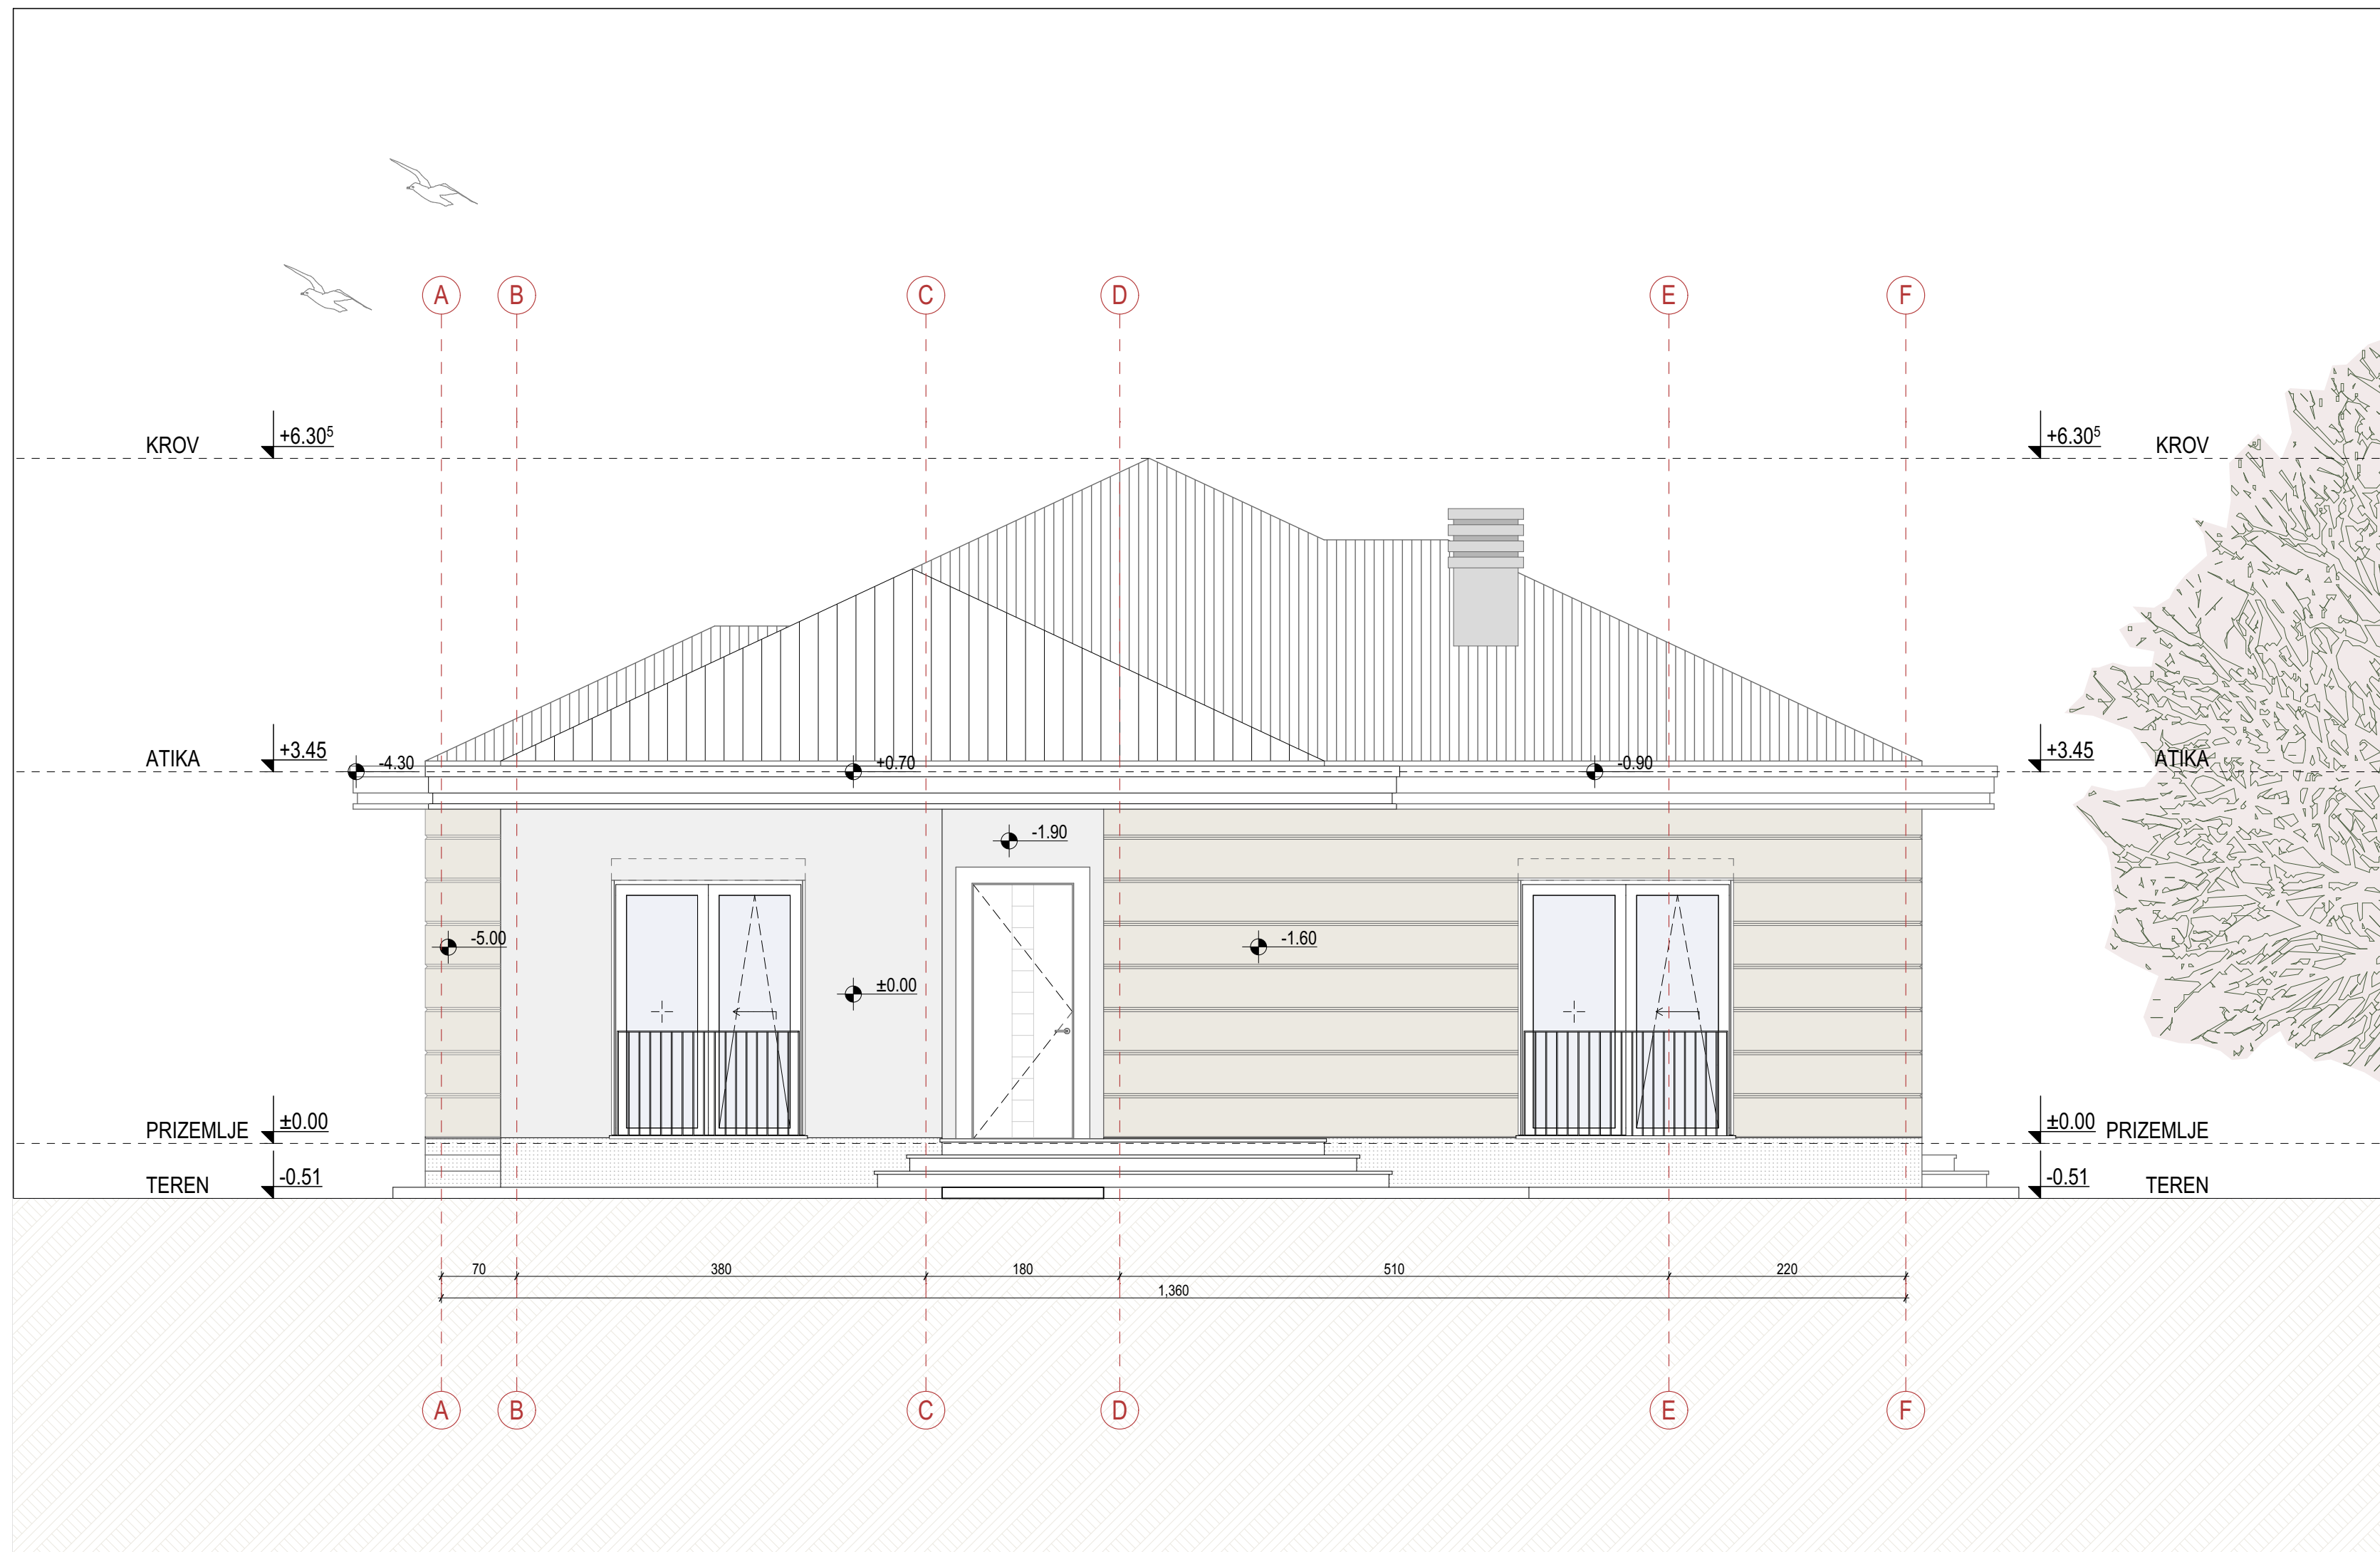 A B C D E F
+6.30⁵ +6.30⁵
KROV KROV
+3.45 +3.45
ATIKA ATIKA
-4.30 +0.70 -0.90
-1.90
-5.00 -1.60
±0.00
±0.00 ±0.00
PRIZEMLJE PRIZEMLJE
-0.51 -0.51
TEREN TEREN
70 380 180 510 220
1,360
A B C D E F